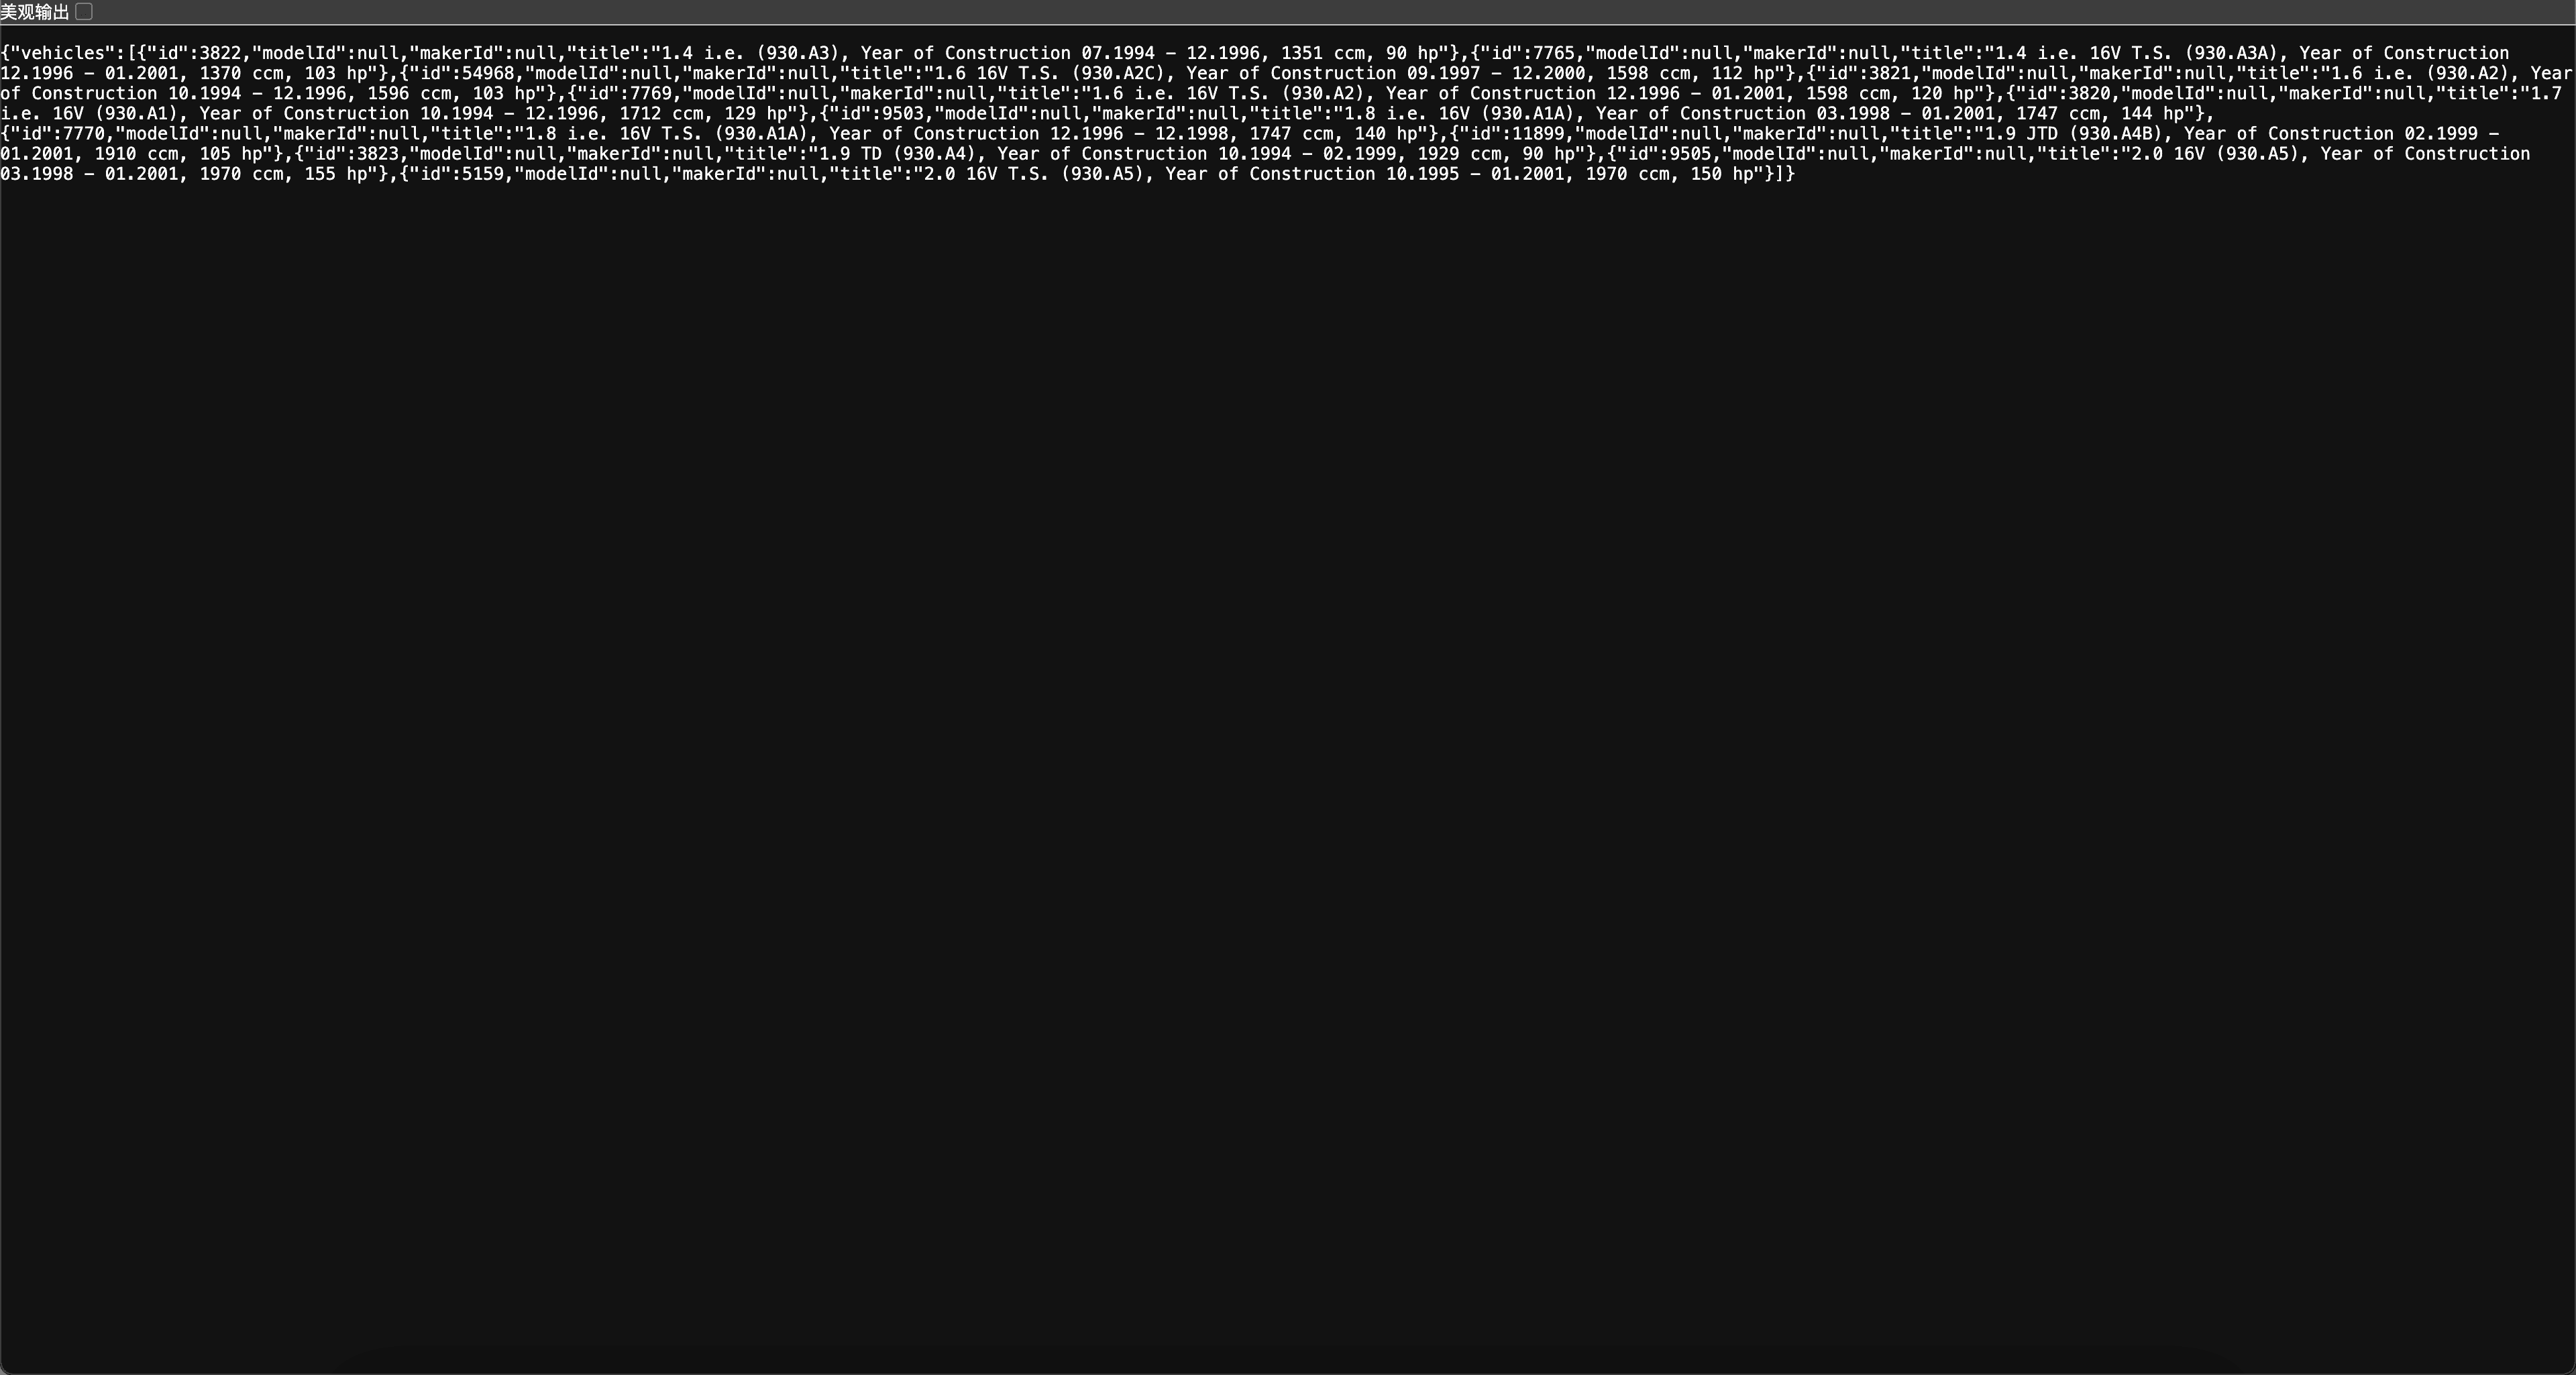 美观输出
{"vehicles":[{"id":3822,"modelId":null,"makerId":null,"title":"1.4 i.e. (930.A3), Year of Construction 07.1994 - 12.1996, 1351 ccm, 90 hp"},{"id":7765,"modelId":null,"makerId":null,"title":"1.4 i.e. 16V T.S. (930.A3A), Year of Construction
12.1996 - 01.2001, 1370 ccm, 103 hp"},{"id":54968,"modelId":null,"makerId":null,"title":"1.6 16V T.S. (930.A2C), Year of Construction 09.1997 - 12.2000, 1598 ccm, 112 hp"},{"id":3821,"modelId":null,"makerId":null,"title":"1.6 i.e. (930.A2), Year
of Construction 10.1994 - 12.1996, 1596 ccm, 103 hp"},{"id":7769,"modelId":null,"makerId":null,"title":"1.6 i.e. 16V T.S. (930.A2), Year of Construction 12.1996 - 01.2001, 1598 ccm, 120 hp"},{"id":3820,"modelId":null,"makerId":null,"title":"1.7
i.e. 16V (930.A1), Year of Construction 10.1994 - 12.1996, 1712 ccm, 129 hp"},{"id":9503,"modelId":null,"makerId":null,"title":"1.8 i.e. 16V (930.A1A), Year of Construction 03.1998 - 01.2001, 1747 ccm, 144 hp"},
{"id":7770,"modelId":null,"makerId":null,"title":"1.8 i.e. 16V T.S. (930.A1A), Year of Construction 12.1996 - 12.1998, 1747 ccm, 140 hp"},{"id":11899,"modelId":null,"makerId":null,"title":"1.9 JTD (930.A4B), Year of Construction 02.1999 -
01.2001, 1910 ccm, 105 hp"},{"id":3823,"modelId":null,"makerId":null,"title":"1.9 TD (930.A4), Year of Construction 10.1994 - 02.1999, 1929 ccm, 90 hp"},{"id":9505,"modelId":null,"makerId":null,"title":"2.0 16V (930.A5), Year of Construction
03.1998 - 01.2001, 1970 ccm, 155 hp"},{"id":5159,"modelId":null,"makerId":null,"title":"2.0 16V T.S. (930.A5), Year of Construction 10.1995 - 01.2001, 1970 ccm, 150 hp"}]}